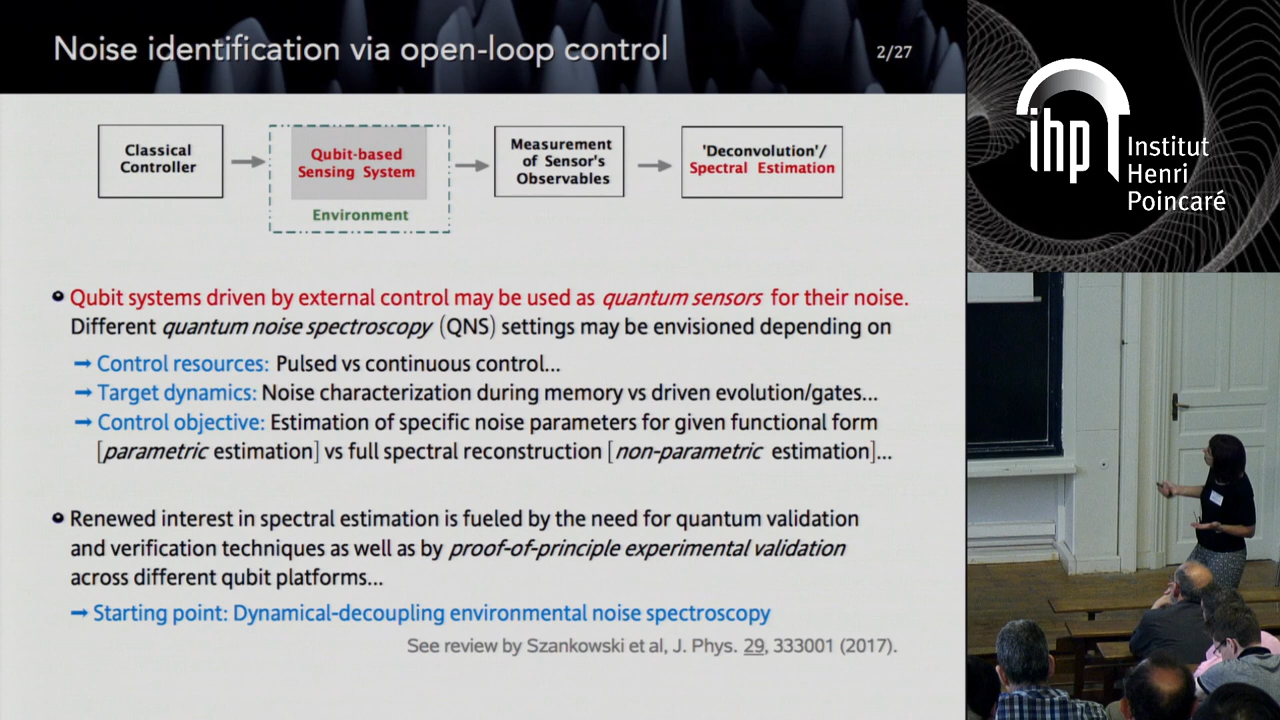 Noise identification via open-loop control
2/27
Classical
Controller
Qubit-based
Sensing System
Environment
Measurement
of Sensor's
Observables
'Deconvolution'/
Spectral Estimation
Qubit systems driven by external control may be used as quantum sensors for their noise.
Different quantum noise spectroscopy (QNS) settings may be envisioned depending on
➞ Control resources: Pulsed vs continuous control...
➞ Target dynamics: Noise characterization during memory vs driven evolution/gates...
➞ Control objective: Estimation of specific noise parameters for given functional form
[parametric estimation] vs full spectral reconstruction [non-parametric estimation]...
Renewed interest in spectral estimation is fueled by the need for quantum validation
and verification techniques as well as by proof-of-principle experimental validation
across different qubit platforms...
➞ Starting point: Dynamical-decoupling environmental noise spectroscopy
See review by Szankowski et al, J. Phys. 29, 333001 (2017).
ihp
Institut
Henri
Poincaré